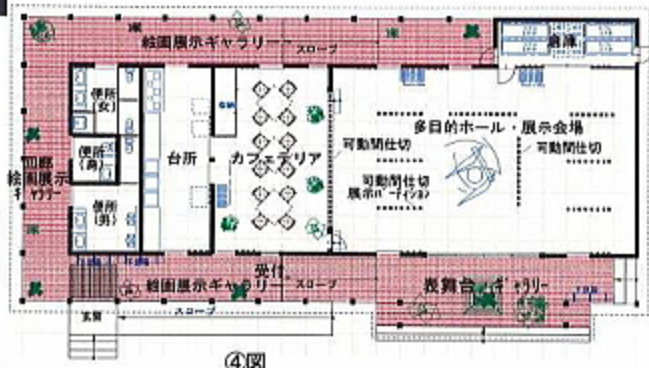 絵画展示ギャラリー
スロープ
倉庫
便所
(女)
便所
便所
(男)
台所
カフェテリア
多目的ホール・展示会場
可動間仕切
可動間仕切
可動間仕切
展示パーティション
回廊
絵画展示
ギャラリー
受付
絵画展示ギャラリー
スロープ
表舞台・ギャラリー
玄関
スロープ
④図